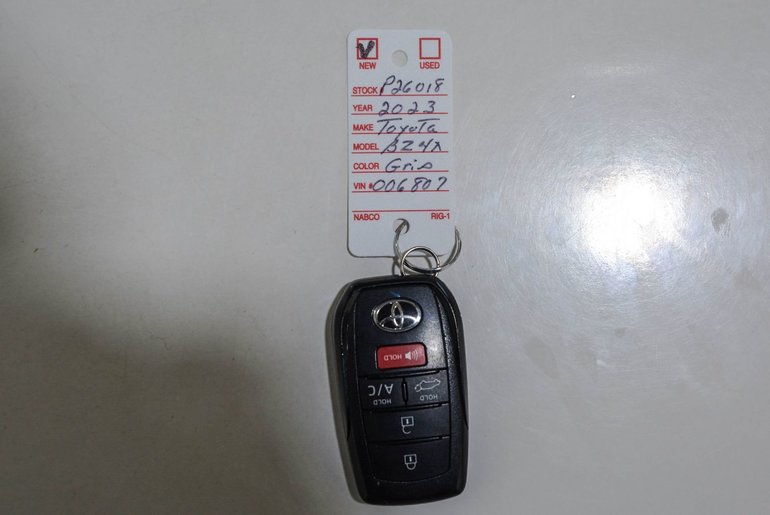 NEW USED
STOCK P26018
YEAR 2023
MAKE Toyota
MODEL BZ4X
COLOR Gris
VIN # 006807
NABCO RIG-1
HOLD
A/C HOLD HOLD